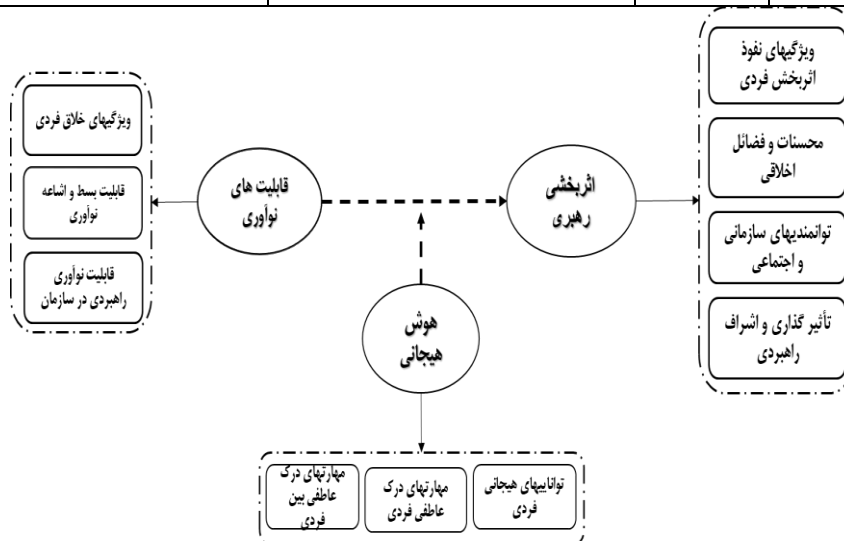 ویژگیهای نفوذ
اثربخش فردی
محسنات و فضائل
اخلاقی
توانمندیهای سازمانی
و اجتماعی
تأثیر گذاری و اشراف
راهبردی
اثربخشی
رهبری
قابلیت های
نوآوری
ویژگیهای خلاق فردی
قابلیت بسط و اشاعه
نوآوری
قابلیت نوآوری
راهبردی در سازمان
هوش
هیجانی
تواناییهای هیجانی
فردی
مهارتهای درک
عاطفی فردی
مهارتهای درک
عاطفی بین
فردی